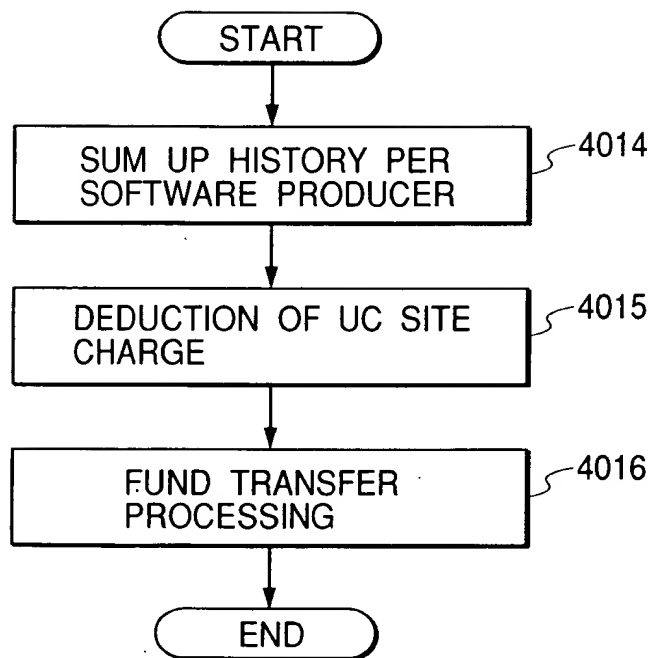 START
SUM UP HISTORY PER
SOFTWARE PRODUCER
4014
DEDUCTION OF UC SITE
CHARGE
4015
FUND TRANSFER
PROCESSING
4016
END